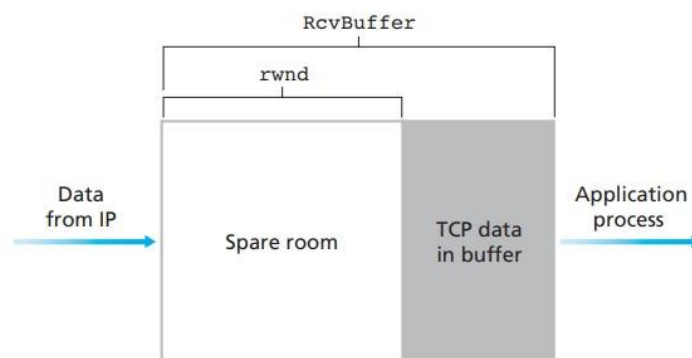 RcvBuffer
rwnd
Data
from IP
Spare room
TCP data
in buffer
Application
process